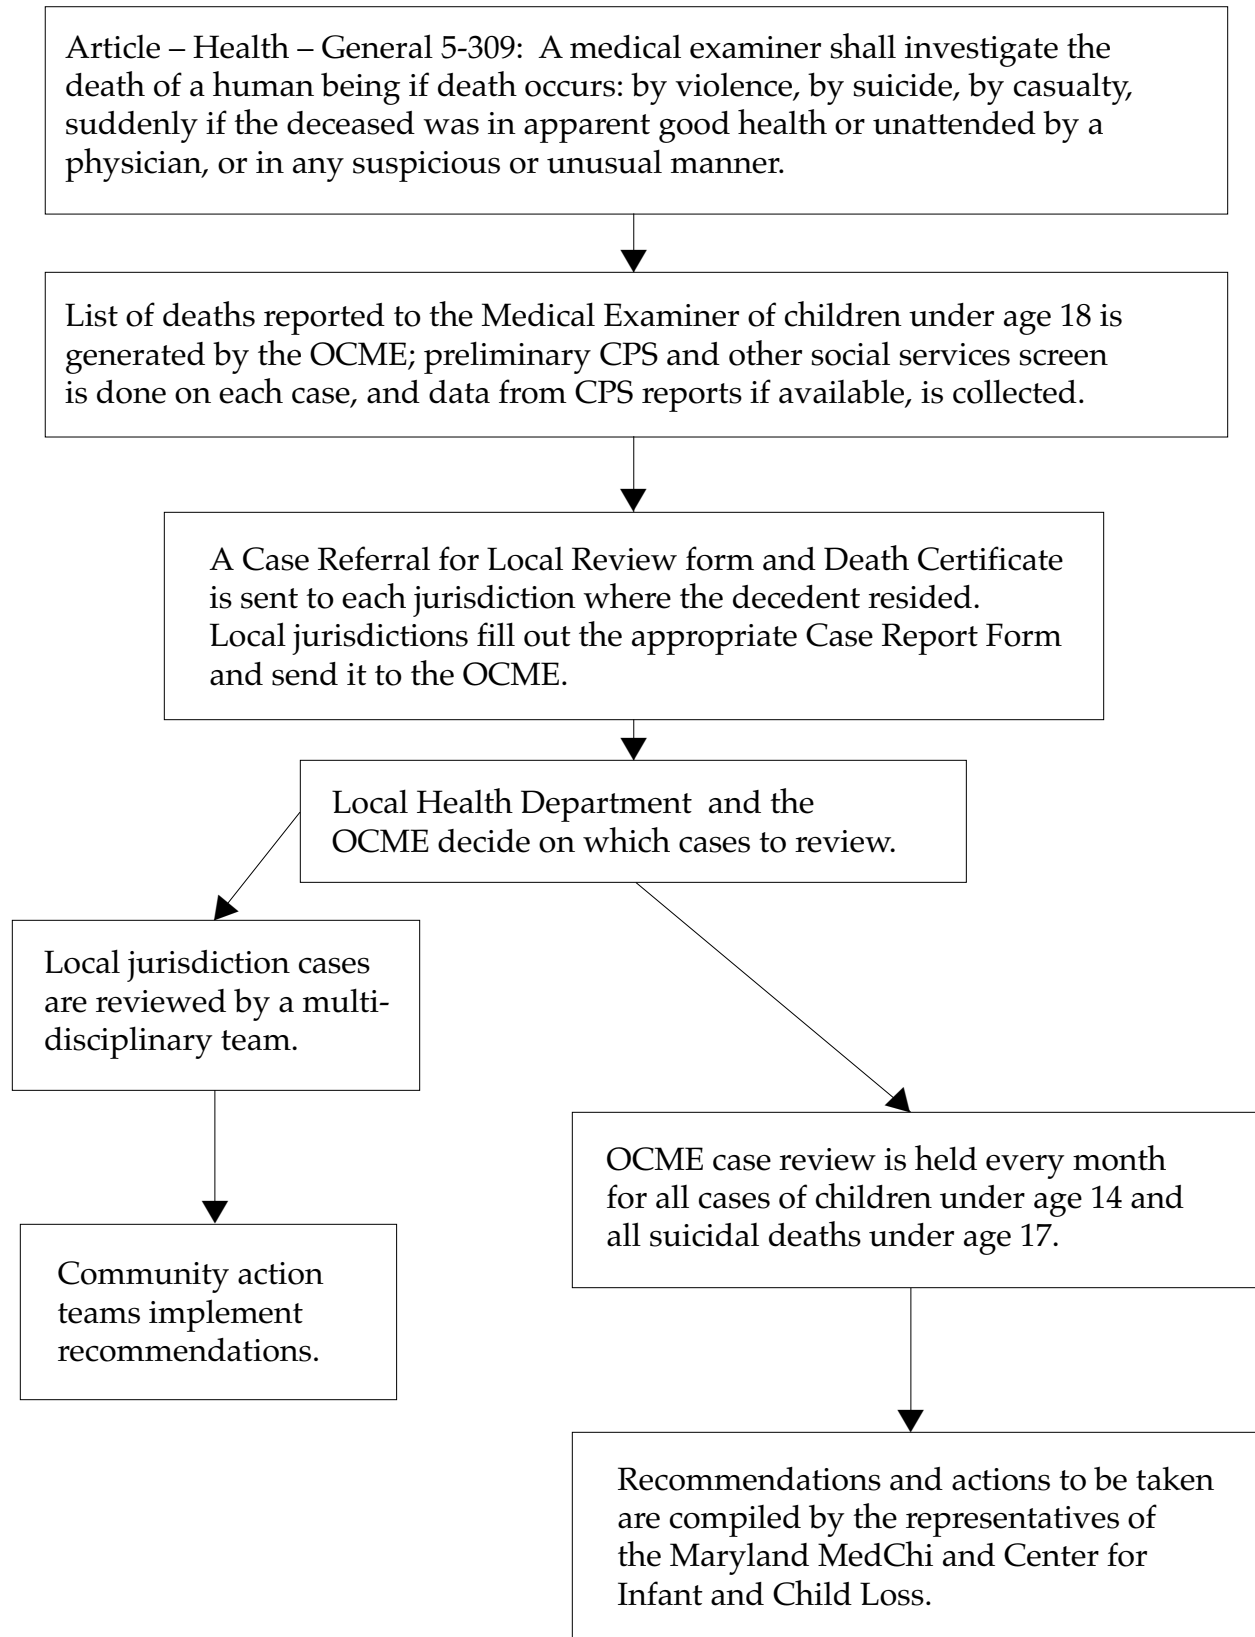 Article – Health – General 5-309:  A medical examiner shall investigate the
death of a human being if death occurs: by violence, by suicide, by casualty,
suddenly if the deceased was in apparent good health or unattended by a
physician, or in any suspicious or unusual manner.
List of deaths reported to the Medical Examiner of children under age 18 is
generated by the OCME; preliminary CPS and other social services screen
is done on each case, and data from CPS reports if available, is collected.
A Case Referral for Local Review form and Death Certificate
is sent to each jurisdiction where the decedent resided.
Local jurisdictions fill out the appropriate Case Report Form
and send it to the OCME.
Local Health Department  and the
OCME decide on which cases to review.
Local jurisdiction cases
are reviewed by a multi-
disciplinary team.
Community action
teams implement
recommendations.
OCME case review is held every month
for all cases of children under age 14 and
all suicidal deaths under age 17.
Recommendations and actions to be taken
are compiled by the representatives of
the Maryland MedChi and Center for
Infant and Child Loss.